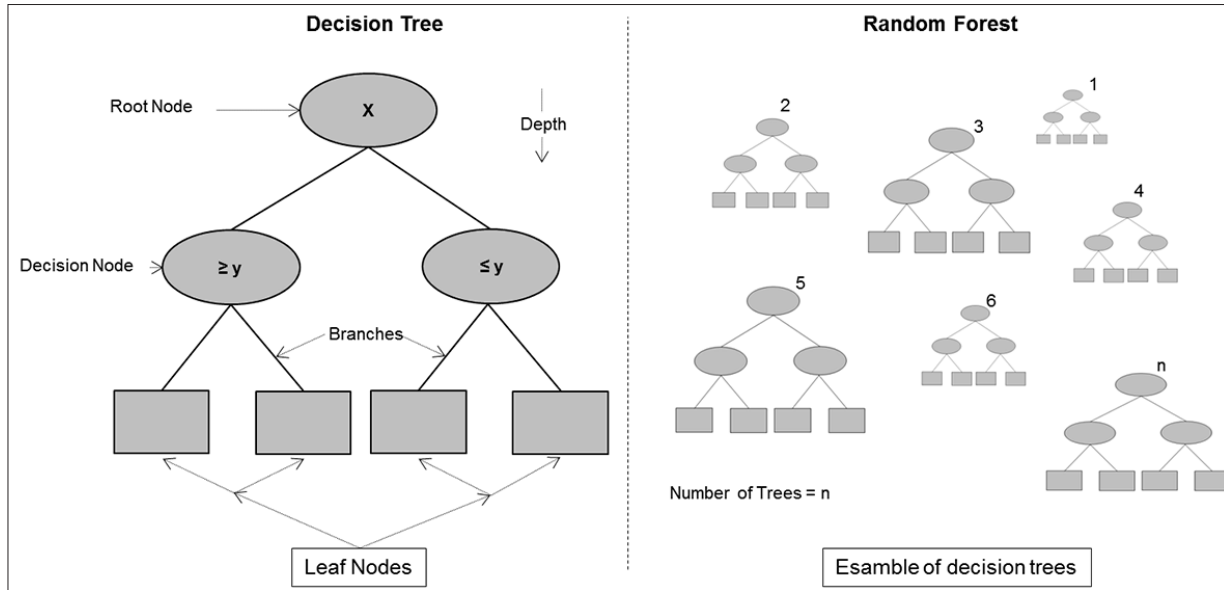 Decision Tree
Root Node
X
Depth
Decision Node
≥ y
≤ y
Branches
Leaf Nodes
Random Forest
1
2
3
4
5
6
n
Number of Trees = n
Esamble of decision trees